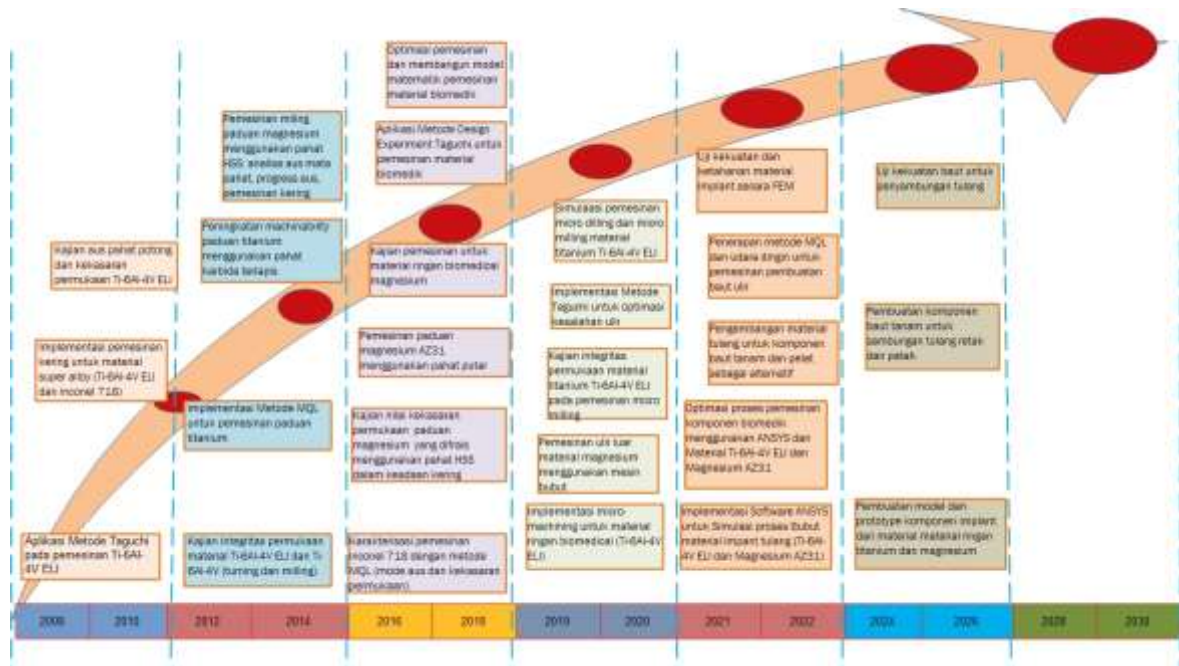 Optimasi pemesinan
dan membangun model
matematik pemesinan
material biomedik
Pemesinan miling
paduan magnesium
menggunakan pahat
HSS: analisa aus mata
pahat, progress aus,
pemesinan kering
Aplikasi Metode Design
Experiment Taguchi untuk
pemesinan material
biomedik
Uji kekuatan dan
ketahanan material
implant secara FEM
Uji kekuatan baut untuk
penyambungan tulang
Simulasi pemesinan
micro drilling dan micro
milling material
titanium Ti-6Al-4V ELI
Peningkatan machinability
paduan titanium
menggunakan pahat
karbida berlapis
Kajian aus pahat potong
dan kekasaran
permukaan Ti-6Al-4V ELI
Kajian pemesinan untuk
material ringan biomedical
magnesium
Penerapan metode MQL
dan udara dingin untuk
pemesinan pembuatan
baut ulir
Implementasi Metode
untuk optimasi
kesalahan ulir
Pembuatan komponen
baut tanam untuk
sambungan tulang retak
dan patah
Implementasi pemesinan
kering untuk material
super alloy (Ti-6Al-4V ELI
dan Inconel 718)
Pemesinan paduan
magnesium AZ31
menggunakan pahat putar
Kajian integritas
permukaan material
titanium Ti-6Al-4V ELI
pada pemesinan micro
milling
Pengembangan material
tulang untuk komponen
baut tanam dan pelat
sebagai alternatif
Implementasi Metode MQL
untuk pemesinan paduan
titanium
Kajian nilai kekasaran
permukaan paduan
magnesium yang difrais
menggunakan pahat HSS
dalam keadaan kering
Pemesinan ulir luar
material magnesium
menggunakan mesin
bubut
Optimasi proses pemesinan
komponen biomedik
menggunakan ANSYS dan
Material Ti-6Al-4V ELI dan
Magnesium AZ31
Aplikasi Metode Taguchi
pada pemesinan Ti-6Al-
4V ELI
Kajian integritas permukaan
material Ti-6Al-4V ELI dan Ti-
6Al-4V (turning dan milling)
Karakterisasi pemesinan
inconel 718 dengan metode
MQL (mode aus dan kekasaran
permukaan)
Implementasi micro-
machining untuk material
ringan biomedical (Ti-6Al-4V
ELI)
Implementasi Software ANSYS
untuk Simulasi proses Bubut
material impant tulang (Ti-6Al-
4V ELI dan Magnesium AZ31)
Pembuatan model dan
prototype komponen implant
dari material material ringan
titanium dan magnesium
2008 2010 2012 2014 2016 2018 2019 2020 2021 2022 2024 2026 2028 2030